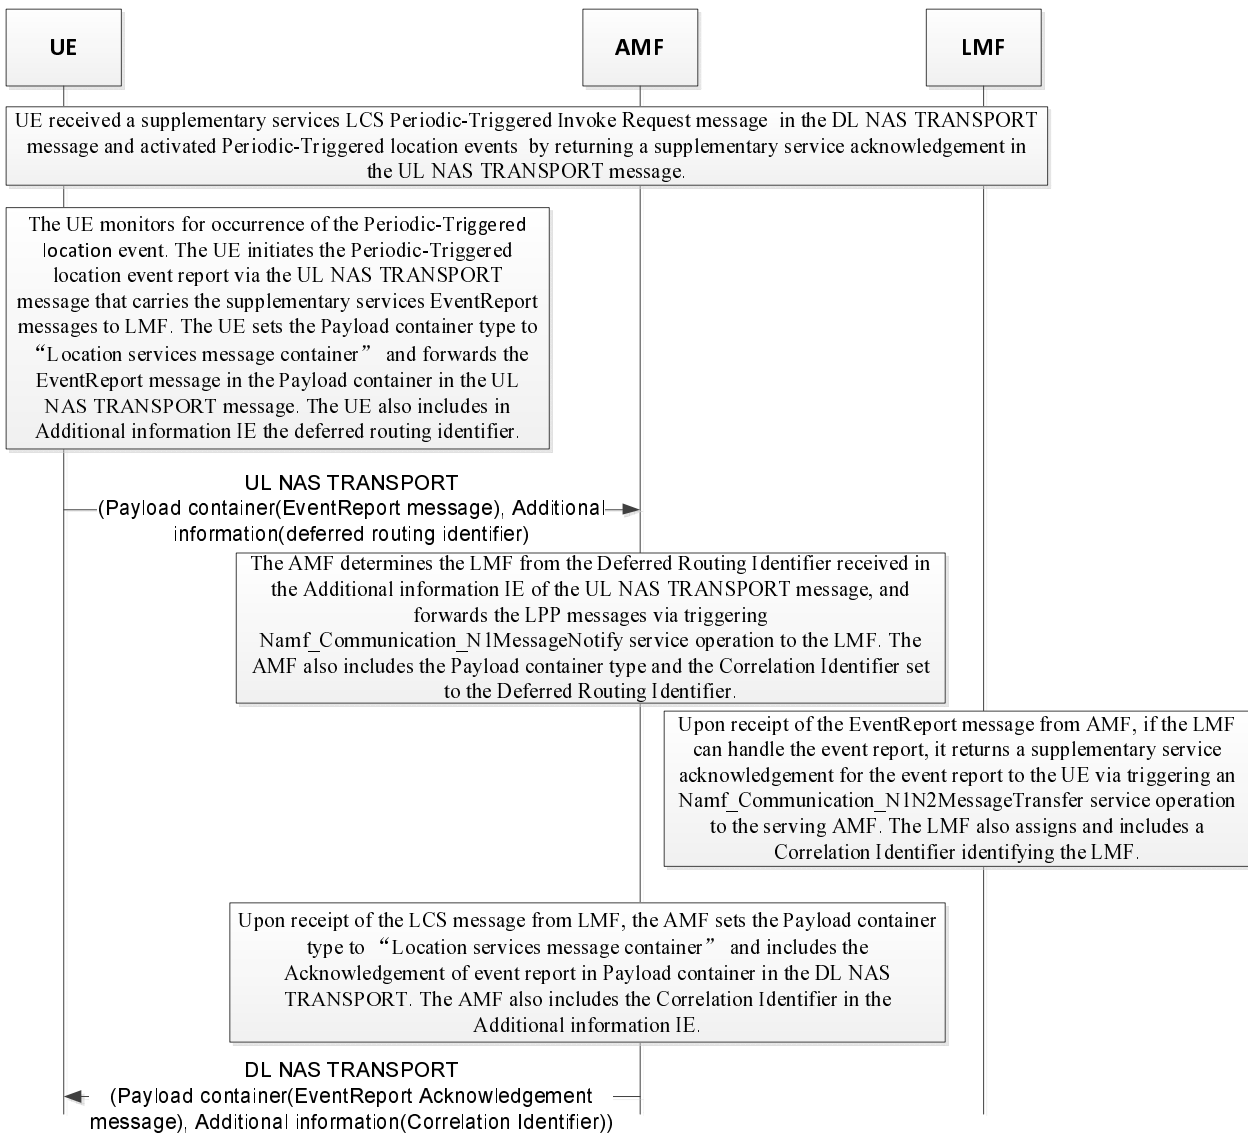 UE
AMF
LMF
UE received a supplementary services LCS Periodic-Triggered Invoke Request message in the DL NAS TRANSPORT
message and activated Periodic-Triggered location events by returning a supplementary service acknowledgement in
the UL NAS TRANSPORT message.
The UE monitors for occurrence of the Periodic-Triggered
location event. The UE initiates the Periodic-Triggered
location event report via the UL NAS TRANSPORT
message that carries the supplementary services EventReport
messages to LMF. The UE sets the Payload container type to
“Location services message container” and forwards the
EventReport message in the Payload container in the UL
NAS TRANSPORT message. The UE also includes in
Additional information IE the deferred routing identifier.
UL NAS TRANSPORT
(Payload container(EventReport message), Additional
information(deferred routing identifier)
The AMF determines the LMF from the Deferred Routing Identifier received in
the Additional information IE of the UL NAS TRANSPORT message, and
forwards the LPP messages via triggering
Namf_Communication_N1MessageNotify service operation to the LMF. The
AMF also includes the Payload container type and the Correlation Identifier set
to the Deferred Routing Identifier.
Upon receipt of the EventReport message from AMF, if the LMF
can handle the event report, it returns a supplementary service
acknowledgement for the event report to the UE via triggering an
Namf_Communication_N1N2MessageTransfer service operation
to the serving AMF. The LMF also assigns and includes a
Correlation Identifier identifying the LMF.
Upon receipt of the LCS message from LMF, the AMF sets the Payload container
type to “Location services message container” and includes the
Acknowledgement of event report in Payload container in the DL NAS
TRANSPORT. The AMF also includes the Correlation Identifier in the
Additional information IE.
DL NAS TRANSPORT
(Payload container(EventReport Acknowledgement
message), Additional information(Correlation Identifier))